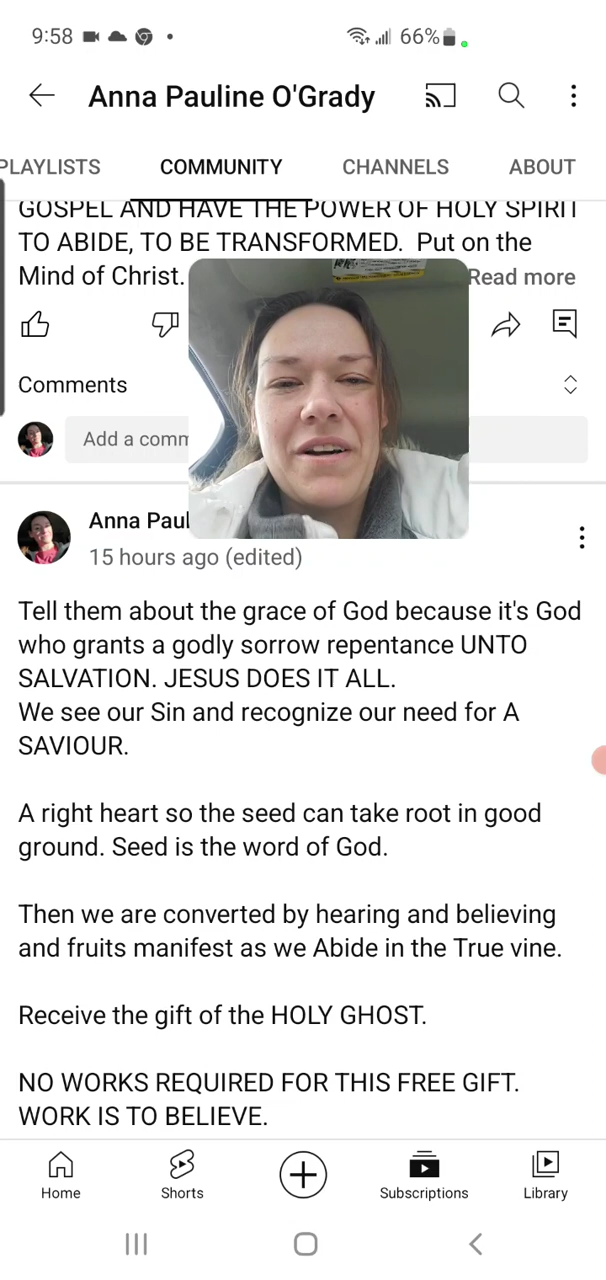 9:58
66%
Anna Pauline O'Grady
PLAYLISTS COMMUNITY CHANNELS ABOUT
GOSPEL AND HAVE THE POWER OF HOLY SPIRIT
TO ABIDE, TO BE TRANSFORMED. Put on the
Mind of Christ. Read more
Comments
Add a comm
Anna Paul
15 hours ago (edited)
Tell them about the grace of God because it's God
who grants a godly sorrow repentance UNTO
SALVATION. JESUS DOES IT ALL.
We see our Sin and recognize our need for A
SAVIOUR.
A right heart so the seed can take root in good
ground. Seed is the word of God.
Then we are converted by hearing and believing
and fruits manifest as we Abide in the True vine.
Receive the gift of the HOLY GHOST.
NO WORKS REQUIRED FOR THIS FREE GIFT.
WORK IS TO BELIEVE.
Home Shorts Subscriptions Library